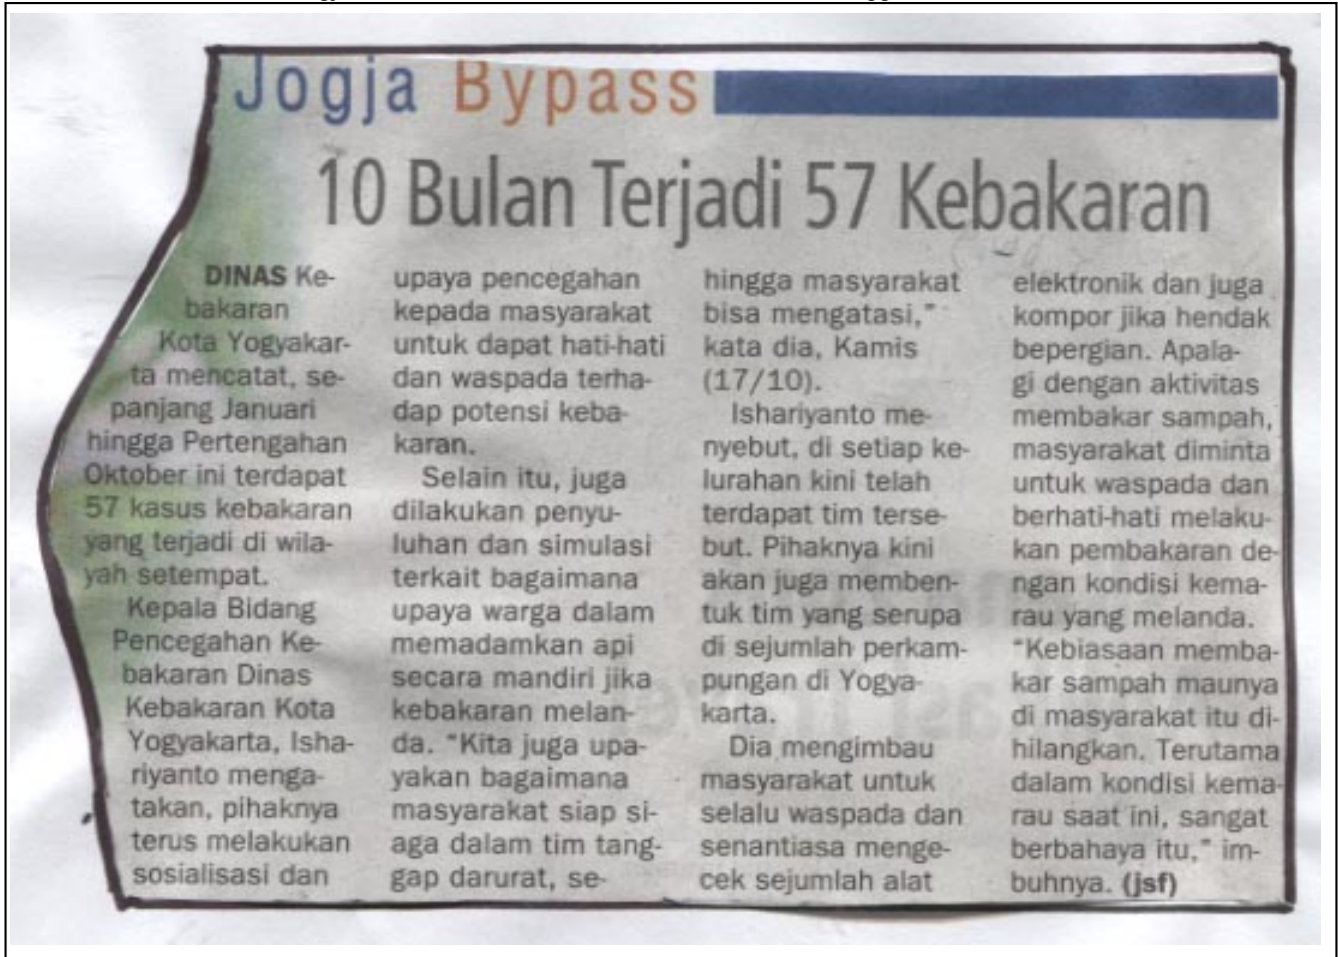 Jogja Bypass
10 Bulan Terjadi 57 Kebakaran
DINAS Ke-
bakaran
Kota Yogyakar-
ta mencatat, se-
panjang Januari
hingga Pertengahan
Oktober ini terdapat
57 kasus kebakaran
yang terjadi di wila-
yah setempat.
Kepala Bidang
Pencegahan Ke-
bakaran Dinas
Kebakaran Kota
Yogyakarta, Isha-
riyanto menga-
takan, pihaknya
terus melakukan
sosialisasi dan
upaya pencegahan
kepada masyarakat
untuk dapat hati-hati
dan waspada terha-
dap potensi keba-
karan.
Selain itu, juga
dilakukan penyu-
luhan dan simulasi
terkait bagaimana
upaya warga dalam
memadamkan api
secara mandiri jika
kebakaran melan-
da. "Kita juga upa-
yakan bagaimana
masyarakat siap si-
aga dalam tim tang-
gap darurat, se-
hingga masyarakat
bisa mengatasi,"
kata dia, Kamis
(17/10).
Ishariyanto me-
nyebut, di setiap ke-
lurahan kini telah
terdapat tim terse-
but. Pihaknya kini
akan juga memben-
tuk tim yang serupa
di sejumlah perkam-
pungan di Yogya-
karta.
Dia mengimbau
masyarakat untuk
selalu waspada dan
senantiasa menge-
cek sejumlah alat
elektronik dan juga
kompor jika hendak
bepergian. Apala-
gi dengan aktivitas
membakar sampah,
masyarakat diminta
untuk waspada dan
berhati-hati melaku-
kan pembakaran de-
ngan kondisi kema-
rau yang melanda.
"Kebiasaan memba-
kar sampah maunya
di masyarakat itu di-
hilangkan. Terutama
dalam kondisi kema-
rau saat ini, sangat
berbahaya itu," im-
buhnya. (jsf)